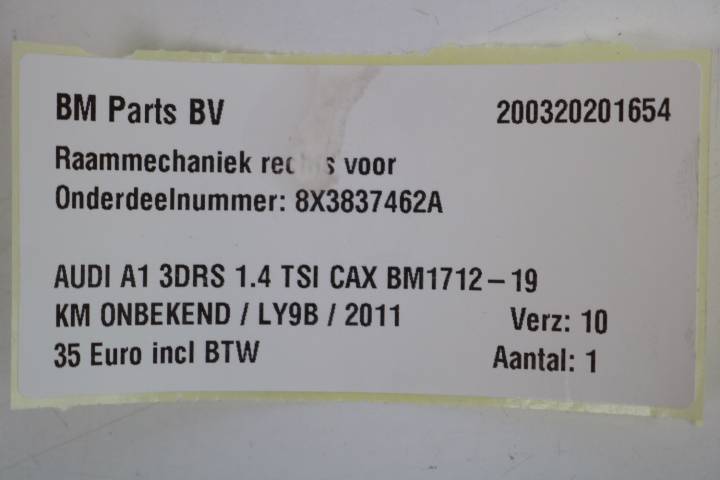 BM Parts BV 200320201654
Raammechaniek rechts voor
Onderdeelnummer: 8X3837462A
AUDI A1 3DRS 1.4 TSI CAX BM1712-19
KM ONBEKEND / LY9B / 2011 Verz: 10
35 Euro incl BTW Aantal: 1